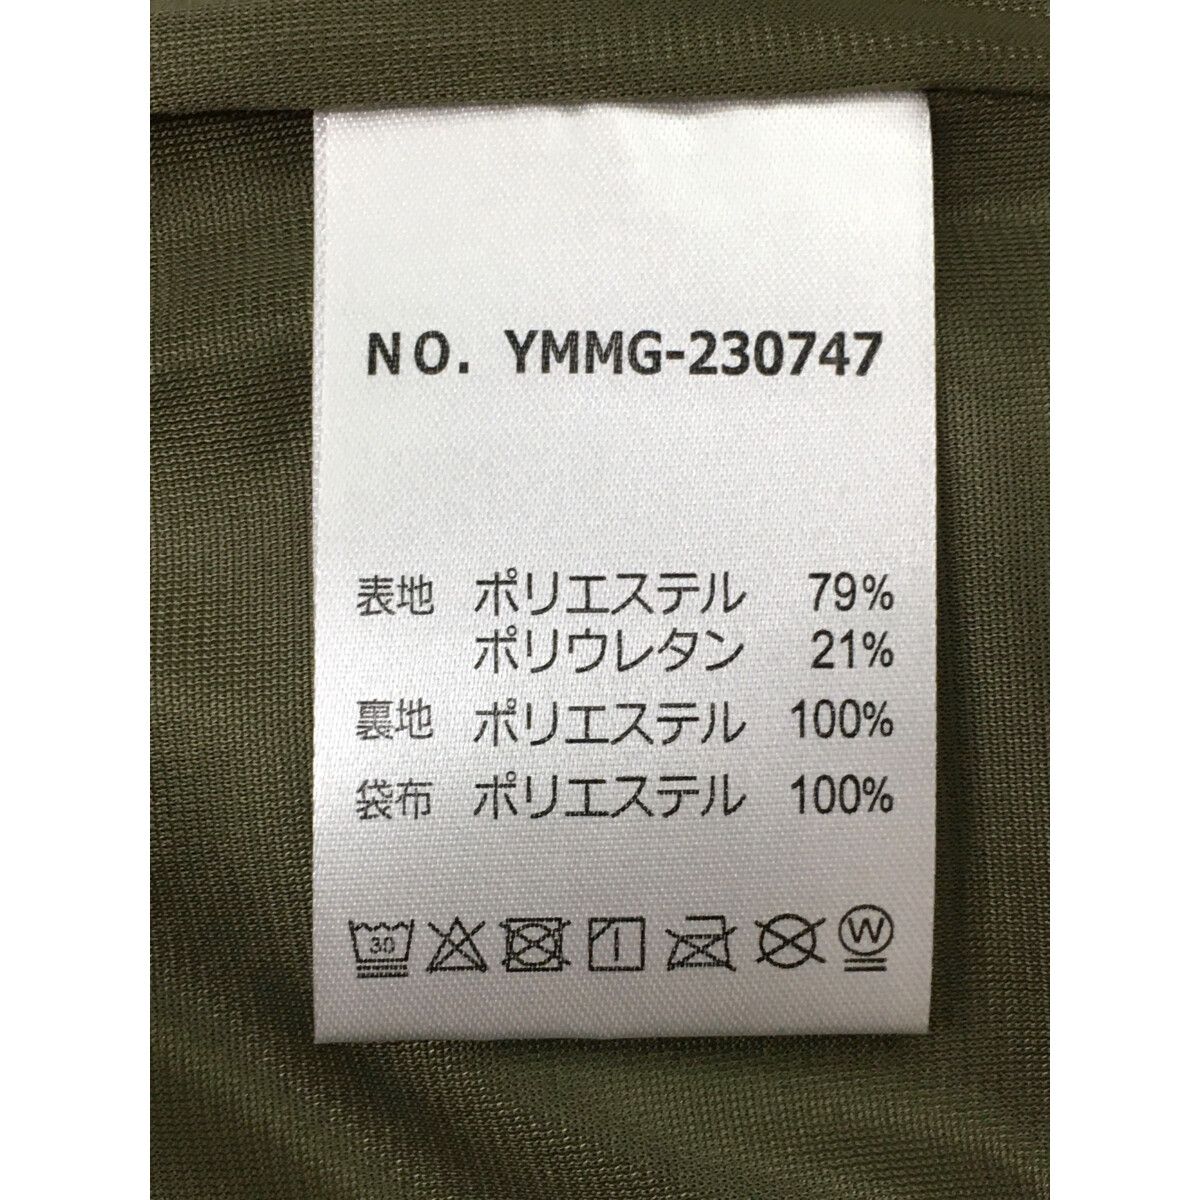 NO. YMMG-230747
表地 ポリエステル 79%
ポリウレタン 21%
裏地 ポリエステル 100%
袋布 ポリエステル 100%
30 W